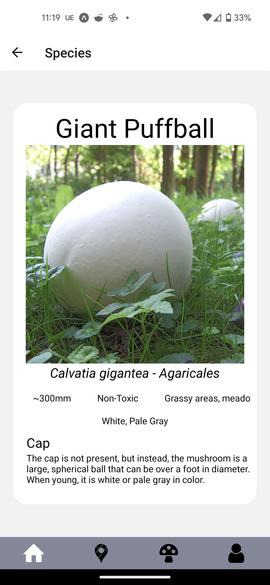 11:19 UE 33%
Species
Giant Puffball
Calvatia gigantea - Agaricales
~300mm Non-Toxic Grassy areas, meado
White, Pale Gray
Cap
The cap is not present, but instead, the mushroom is a
large, spherical ball that can be over a foot in diameter.
When young, it is white or pale gray in color.